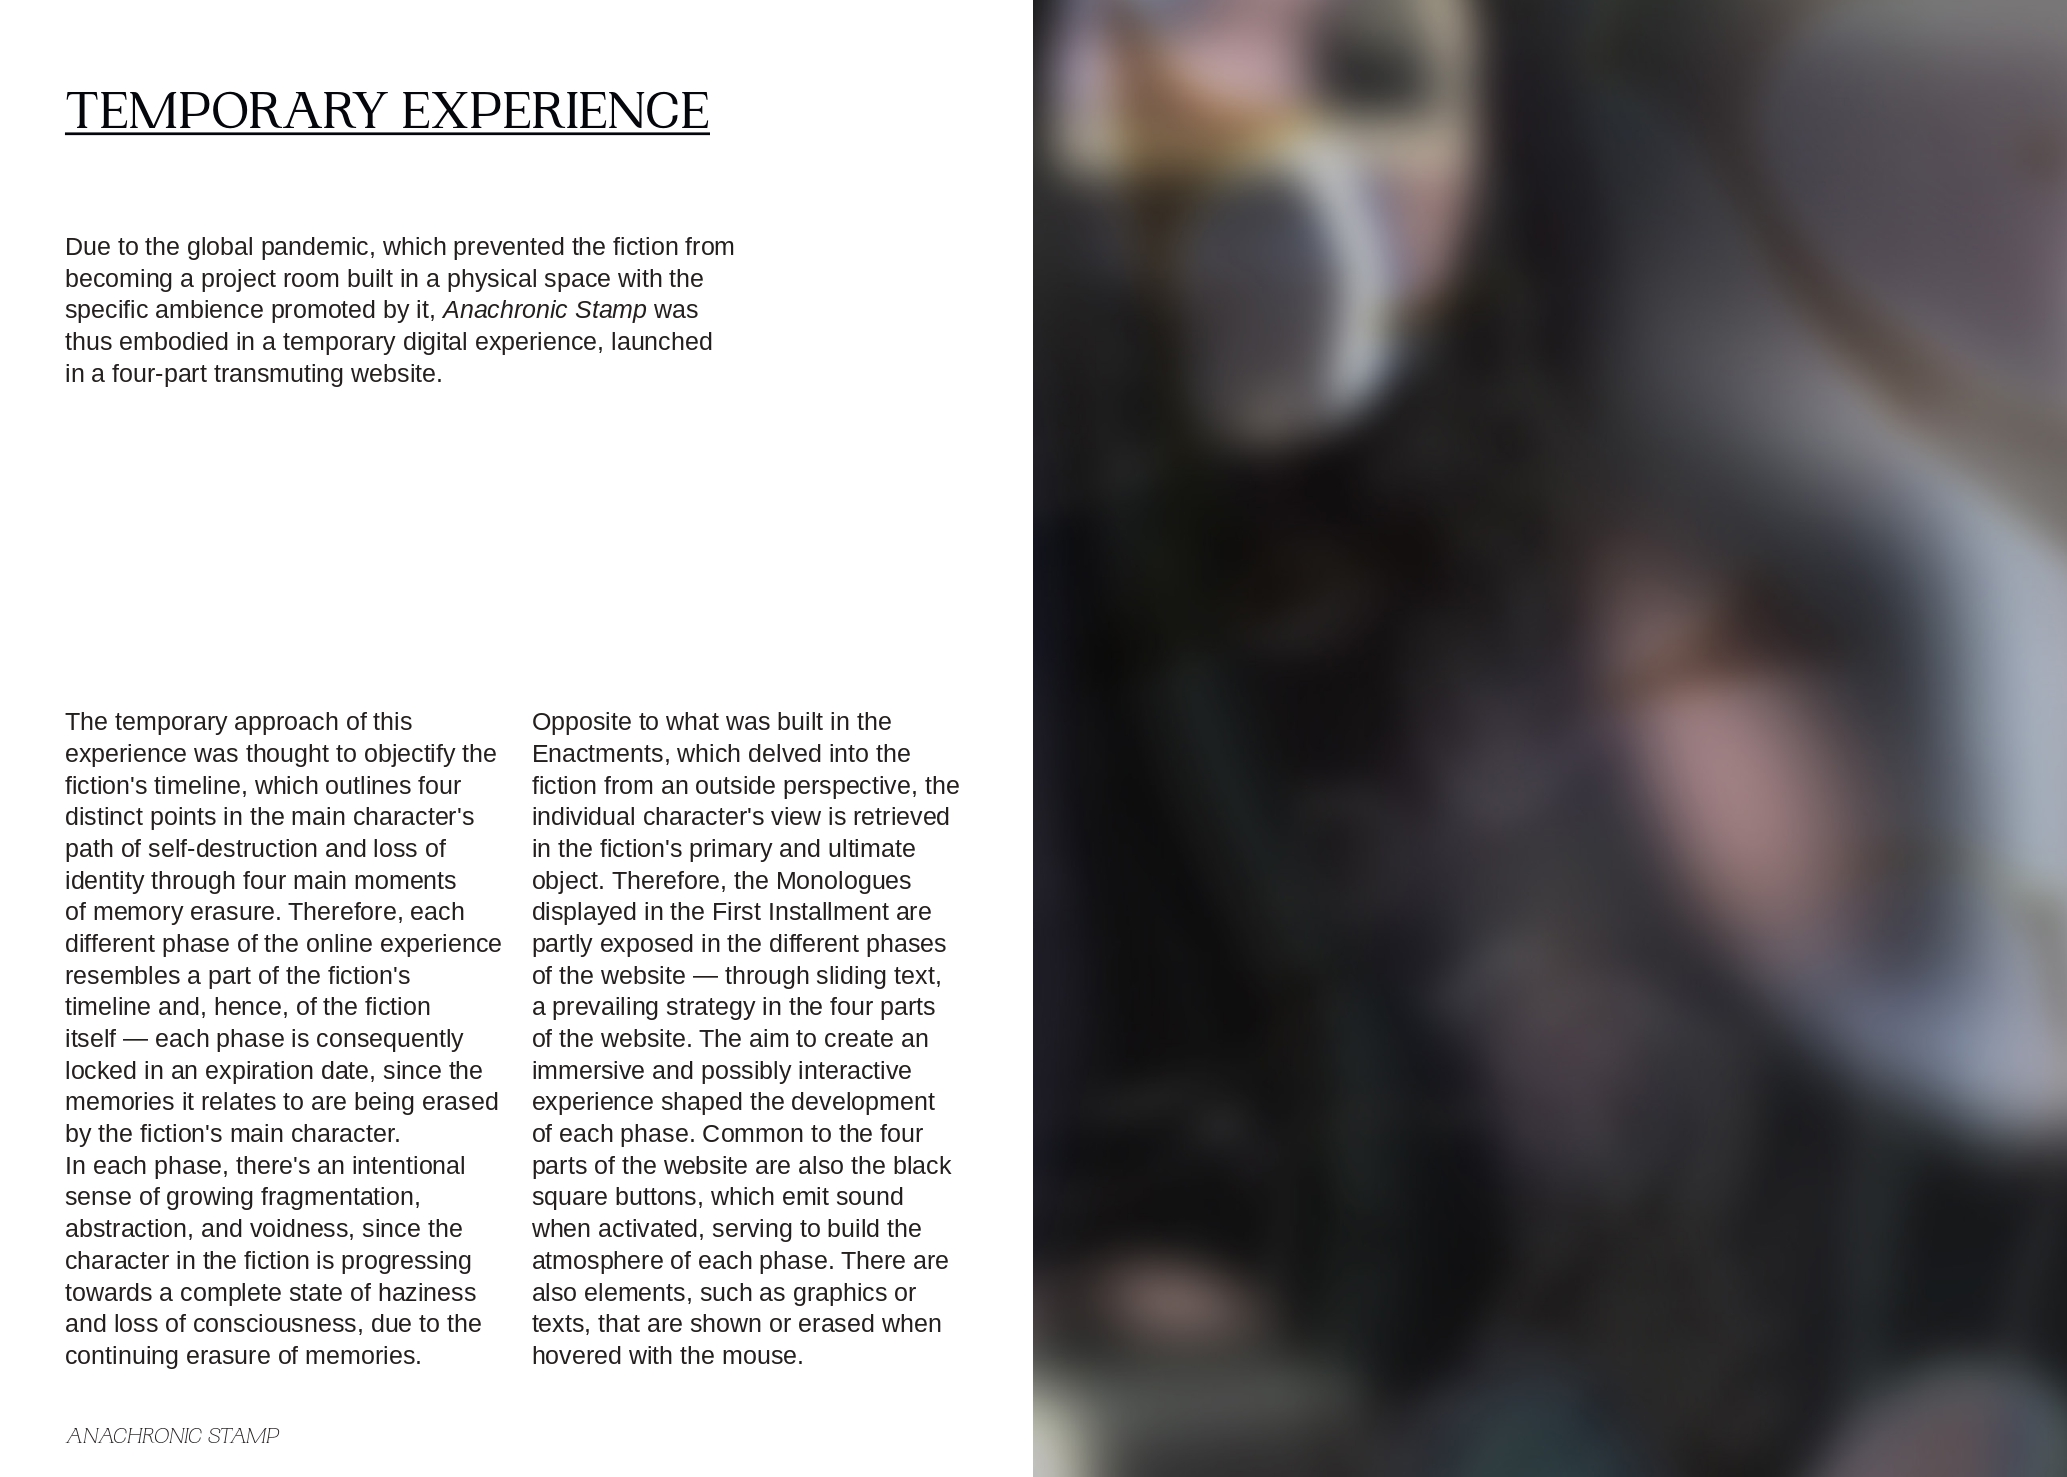 TEMPORARY EXPERIENCE
Due to the global pandemic, which prevented the fiction from
becoming a project room built in a physical space with the
specific ambience promoted by it, Anachronic Stamp was
thus embodied in a temporary digital experience, launched
in a four-part transmuting website.
The temporary approach of this
experience was thought to objectify the
fiction's timeline, which outlines four
distinct points in the main character's
path of self-destruction and loss of
identity through four main moments
of memory erasure. Therefore, each
different phase of the online experience
resembles a part of the fiction's
timeline and, hence, of the fiction
itself — each phase is consequently
locked in an expiration date, since the
memories it relates to are being erased
by the fiction's main character.
In each phase, there's an intentional
sense of growing fragmentation,
abstraction, and voidness, since the
character in the fiction is progressing
towards a complete state of haziness
and loss of consciousness, due to the
continuing erasure of memories.
Opposite to what was built in the
Enactments, which delved into the
fiction from an outside perspective, the
individual character's view is retrieved
in the fiction's primary and ultimate
object. Therefore, the Monologues
displayed in the First Installment are
partly exposed in the different phases
of the website — through sliding text,
a prevailing strategy in the four parts
of the website. The aim to create an
immersive and possibly interactive
experience shaped the development
of each phase. Common to the four
parts of the website are also the black
square buttons, which emit sound
when activated, serving to build the
atmosphere of each phase. There are
also elements, such as graphics or
texts, that are shown or erased when
hovered with the mouse.
ANACHRONIC STAMP